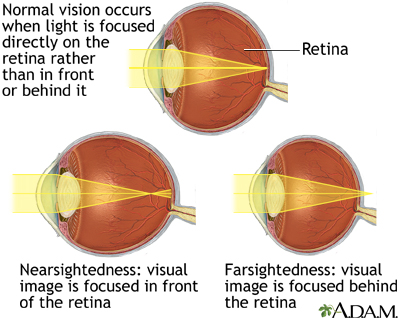 Normal vision occurs
when light is focused
directly on the
retina rather
than in front
or behind it
Retina
Nearsightedness: visual
image is focused in front
of the retina
Farsightedness: visual
image is focused behind
the retina
A.D.A.M.